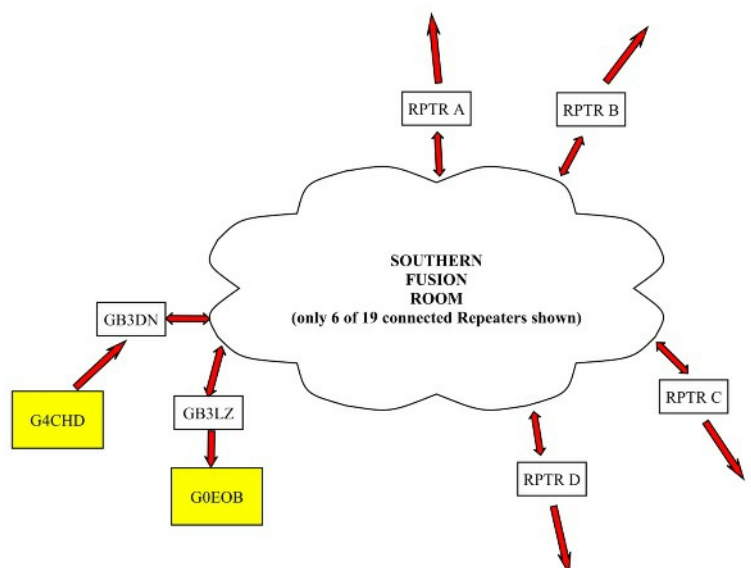 RPTR A
RPTR B
SOUTHERN
FUSION
ROOM
(only 6 of 19 connected Repeaters shown)
GB3DN
G4CHD
GB3LZ
RPTR C
G0EOB
RPTR D